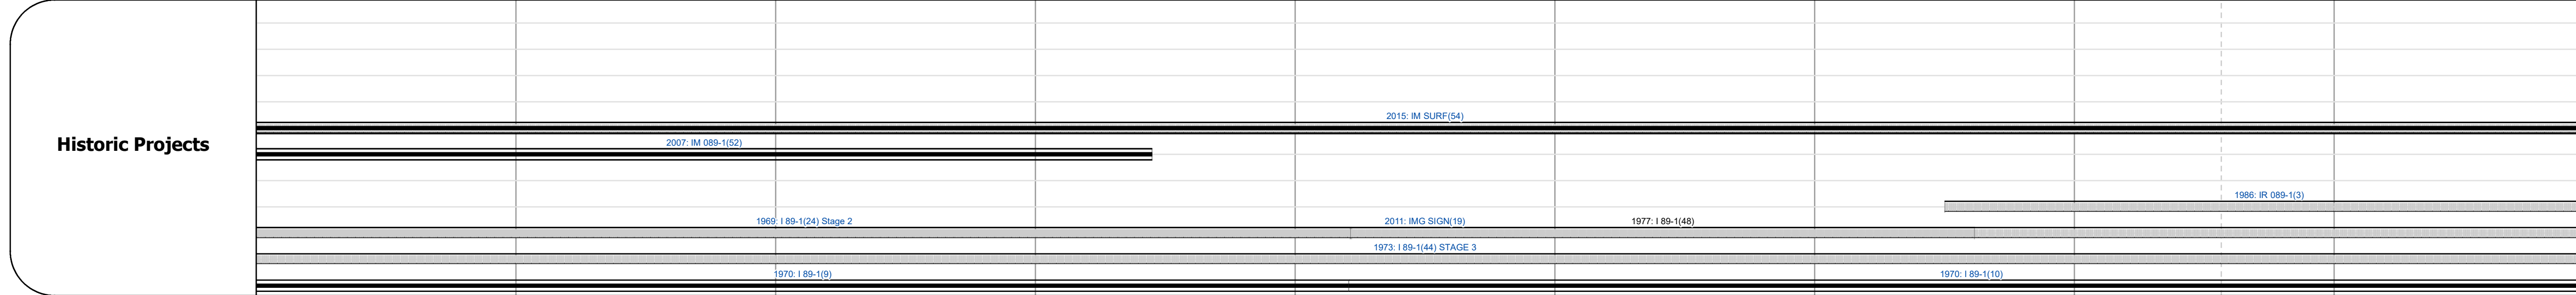 Historic Projects
2015: IM SURF(54)
2007: IM 089-1(52)
1986: IR 089-1(3)
1969: I 89-1(24) Stage 2
2011: IMG SIGN(19)
1977: I 89-1(48)
1973: I 89-1(44) STAGE 3
1970: I 89-1(9)
1970: I 89-1(10)